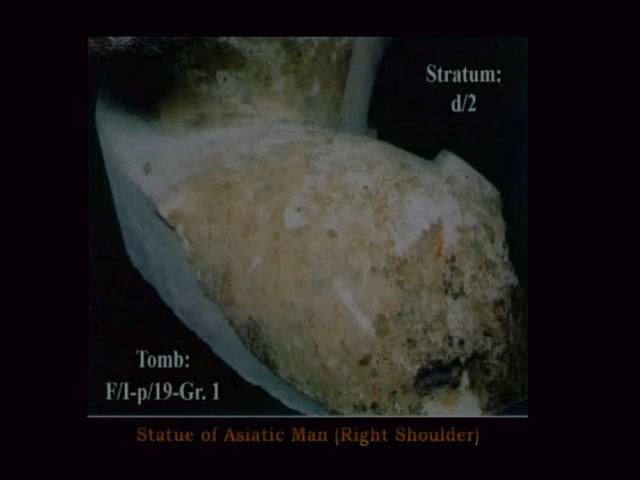 Stratum:
d/2
Tomb:
F/I-p/19-Gr. 1
Statue of Asiatic Man (Right Shoulder)